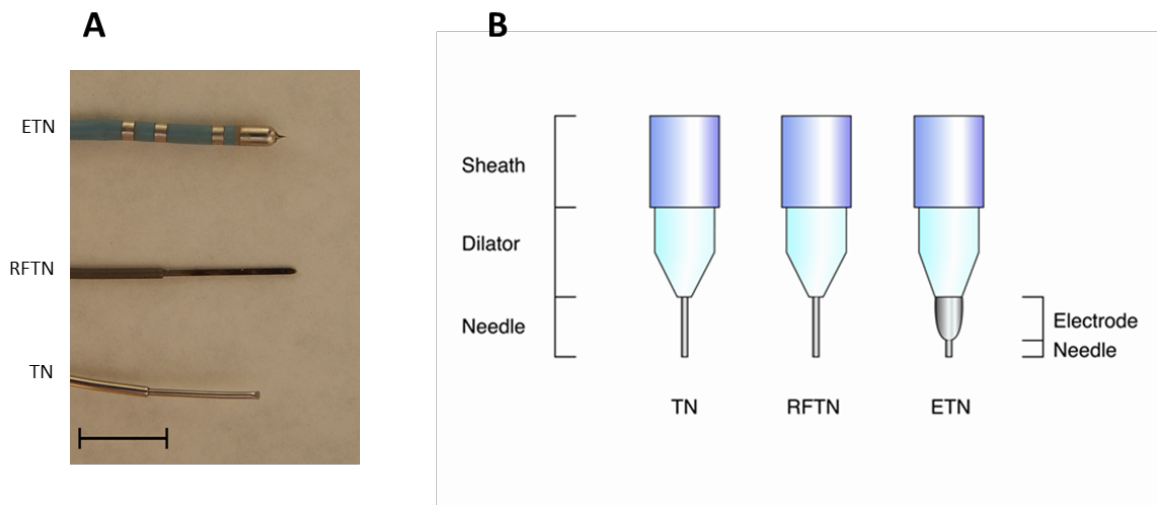 A
ETN
RFTN
TN
B
Sheath
Dilator
Needle
Electrode
Needle
TN RFTN ETN